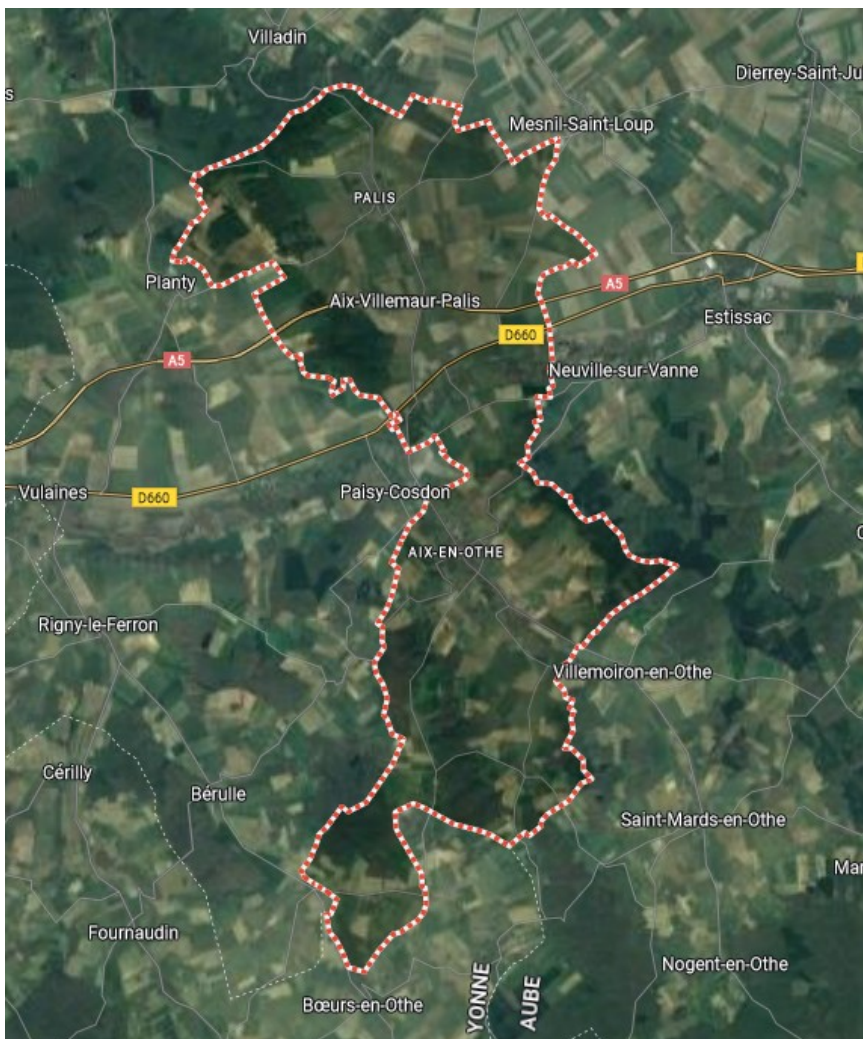 Villadin
Dierrey-Saint-Ju
s
Mesnil-Saint-Loup
PALIS
Planty
Aix-Villemaur-Palis
A5
Estissac
D660
A5
Neuville-sur-Vanne
Vulaines
D660
Paisy-Cosdon
AIX-EN-OTHE
Rigny-le-Ferron
Villemoiron-en-Othe
Cérilly
Bérulle
Saint-Mards-en-Othe
Mar
Fournaudin
Nogent-en-Othe
YONNE
AUBE
Bœurs-en-Othe